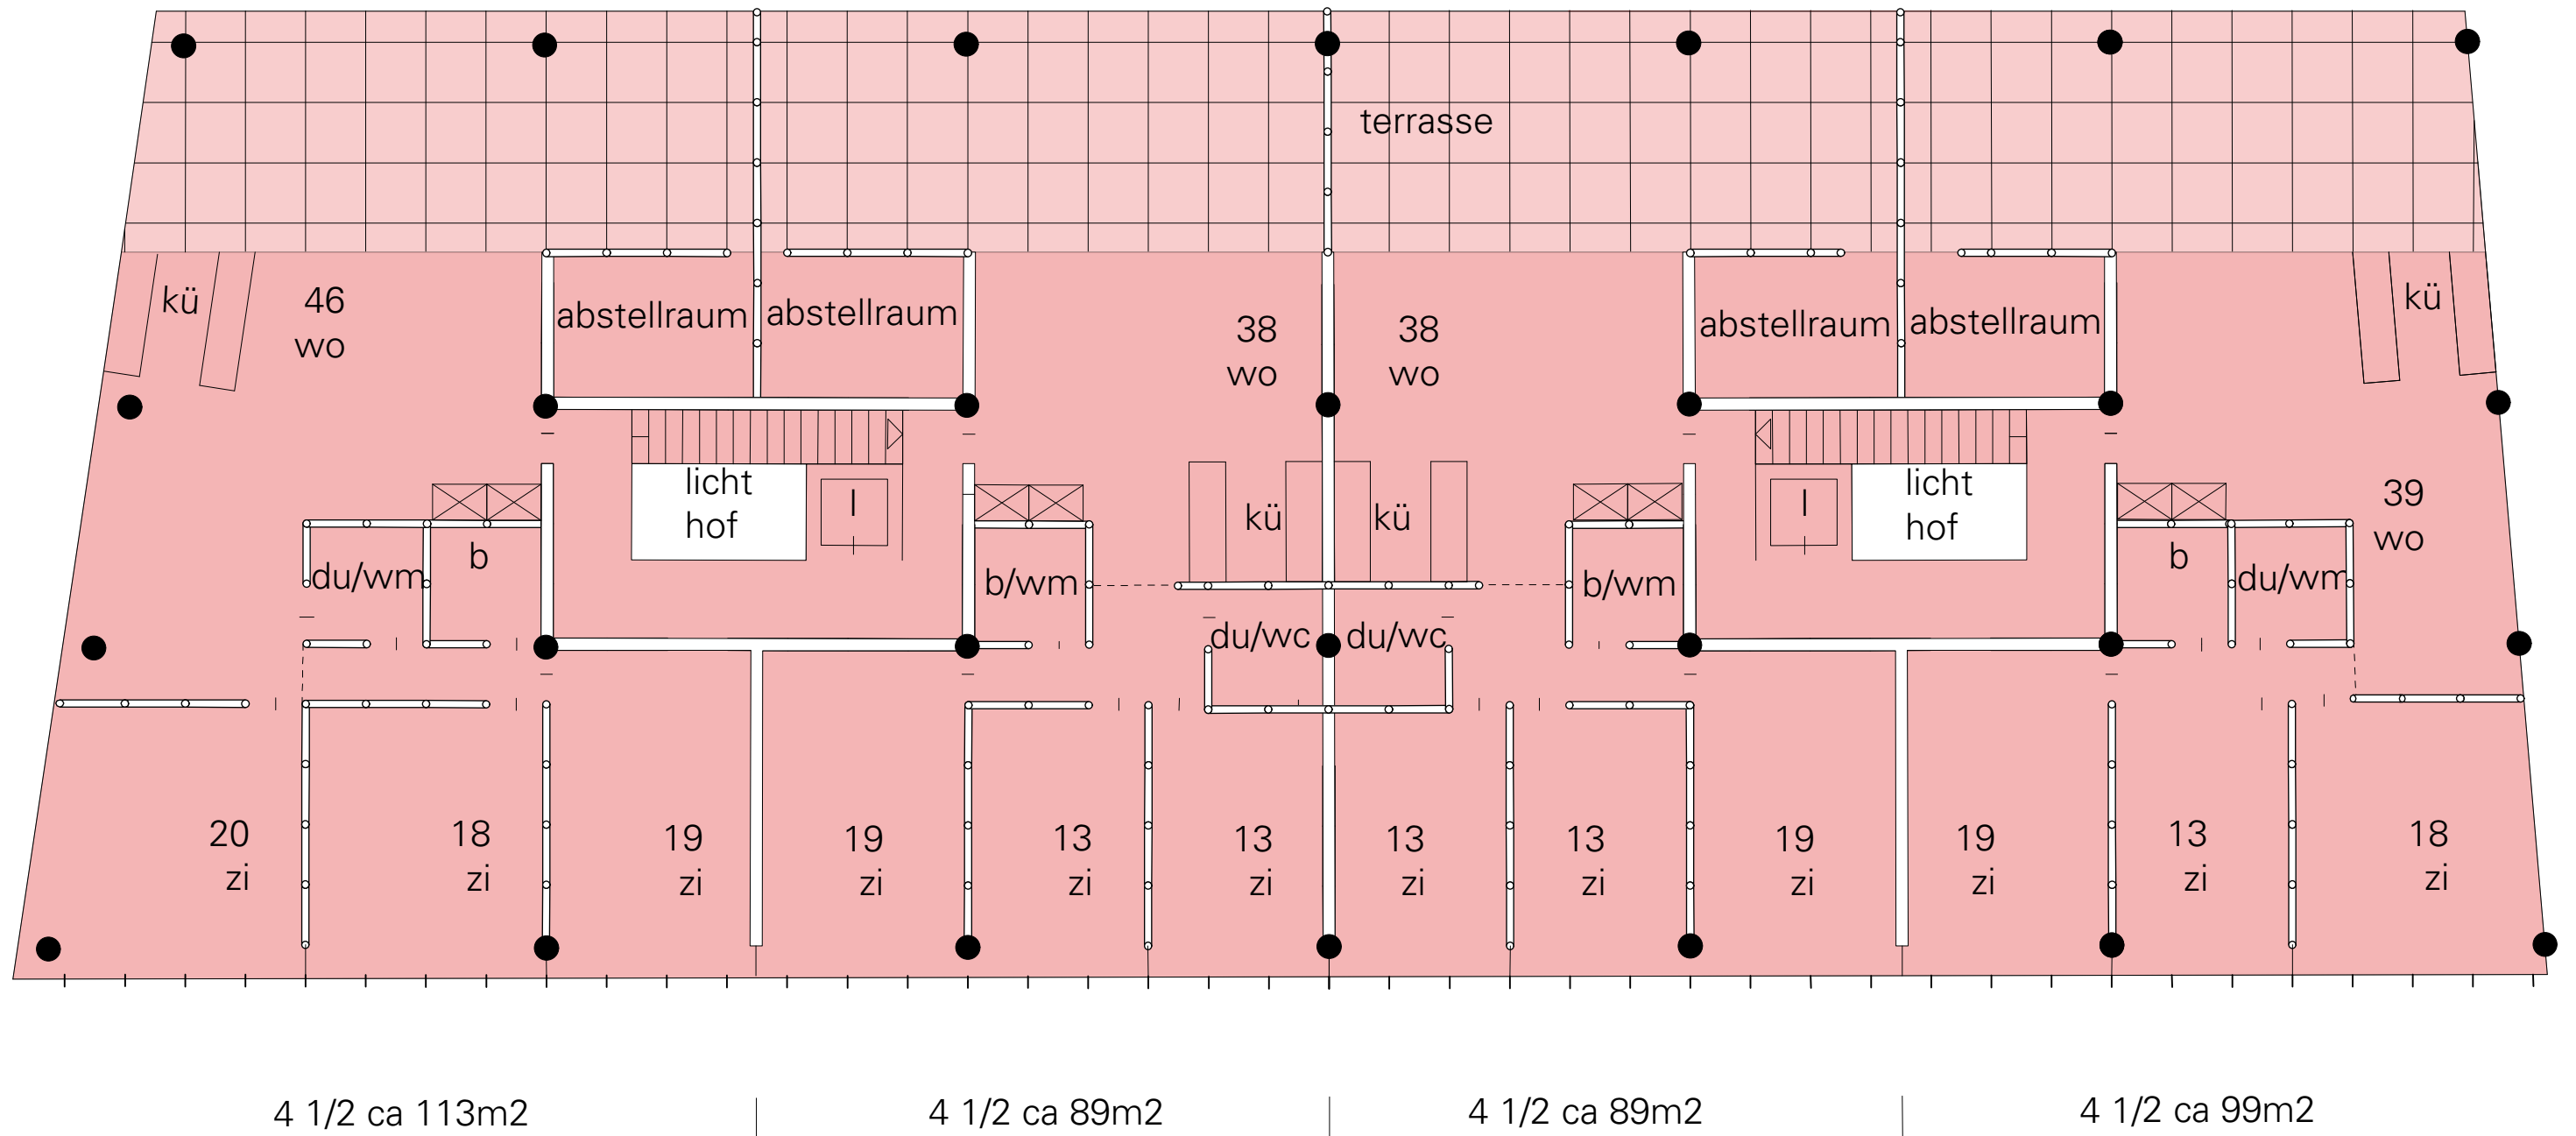 terrasse
kü
46
wo
abstellraum
abstellraum
38
wo
38
wo
abstellraum
abstellraum
kü
licht
hof
l
kü
kü
l
licht
hof
39
wo
du/wm
b
b/wm
b/wm
b
du/wm
du/wc
du/wc
20
zi
18
zi
19
zi
19
zi
13
zi
13
zi
13
zi
13
zi
19
zi
19
zi
13
zi
18
zi
4 1/2 ca 113m2
4 1/2 ca 89m2
4 1/2 ca 89m2
4 1/2 ca 99m2